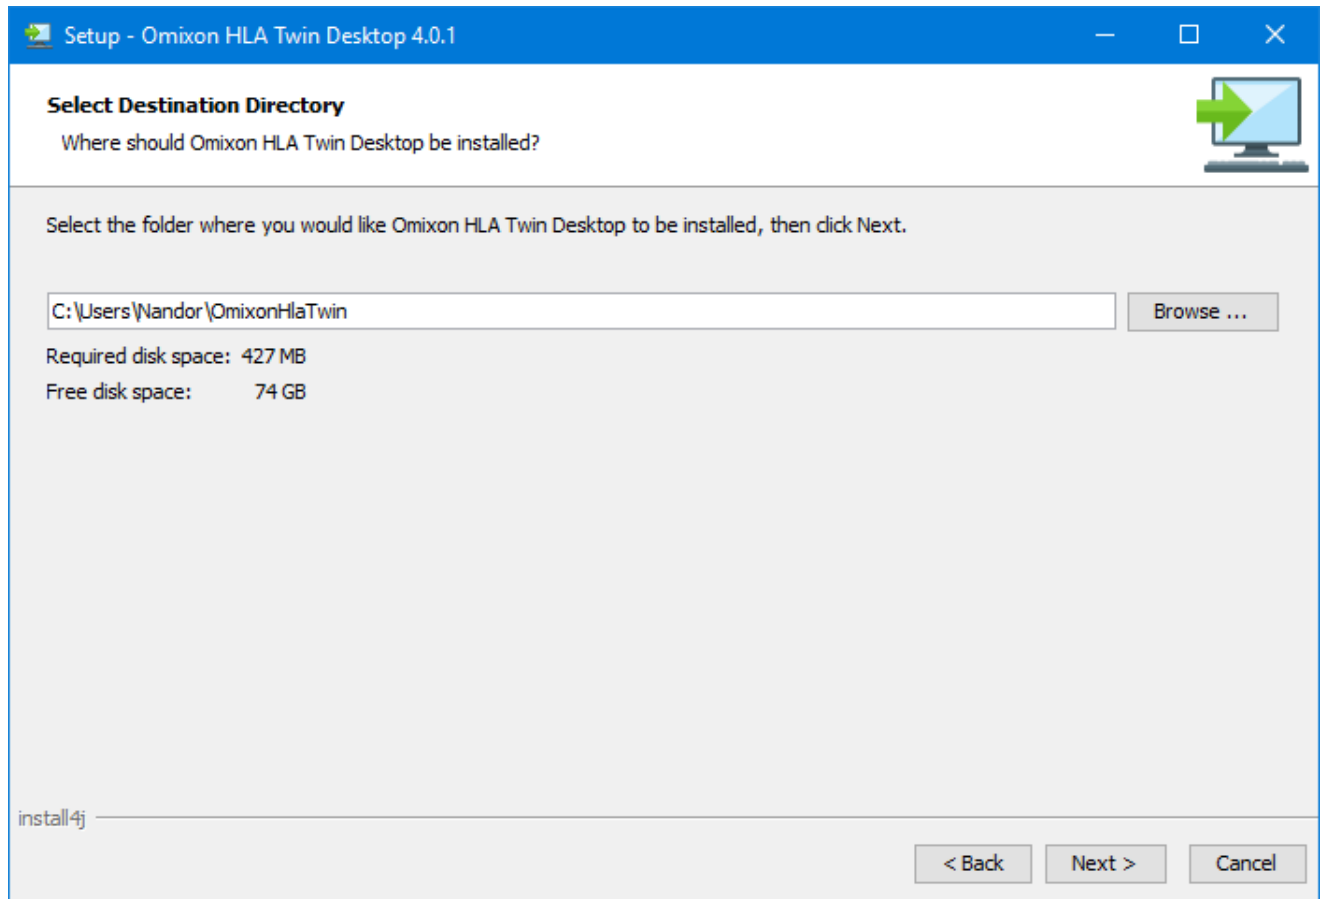 Setup - Omixon HLA Twin Desktop 4.0.1
Select Destination Directory
Where should Omixon HLA Twin Desktop be installed?
Select the folder where you would like Omixon HLA Twin Desktop to be installed, then click Next.
C:\Users\Nandor\OmixonHlaTwin
Browse ...
Required disk space: 427 MB
Free disk space: 74 GB
install4j
< Back Next > Cancel